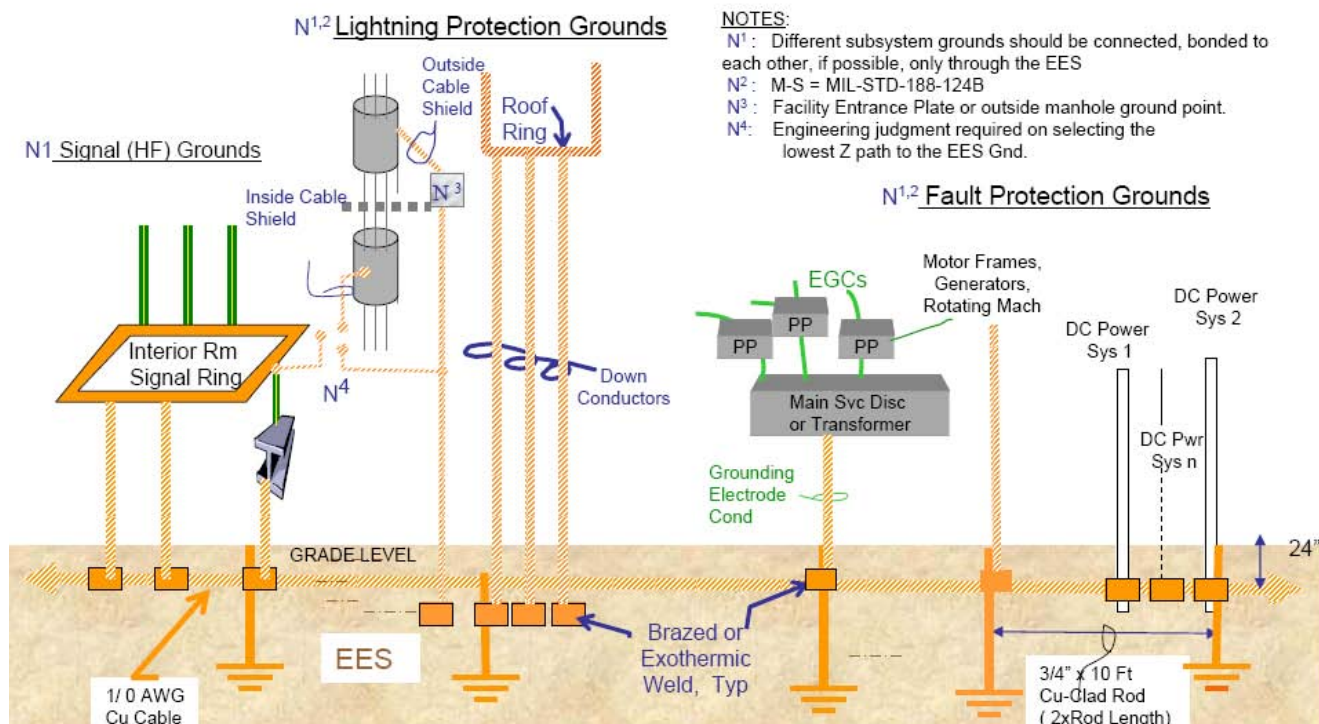 N1,2 Lightning Protection Grounds
NOTES:
N1: Different subsystem grounds should be connected, bonded to
each other, if possible, only through the EES
N2: M-S = MIL-STD-188-124B
N3: Facility Entrance Plate or outside manhole ground point.
N4: Engineering judgment required on selecting the
lowest Z path to the EES Gnd.
N1 Signal (HF) Grounds
Outside
Cable
Shield
Roof
Ring
N3
Inside Cable
Shield
N1,2 Fault Protection Grounds
Interior Rm
Signal Ring
N4
Down
Conductors
EGCs
Motor Frames,
Generators,
Rotating Mach
PP
PP
PP
Main Svc Disc
or Transformer
DC Power
Sys 1
DC Power
Sys 2
DC Pwr
Sys n
Grounding
Electrode
Cond
24"
GRADE LEVEL
EES
Brazed or
Exothermic
Weld, Typ
1/ 0 AWG
Cu Cable
3/4" x 10 Ft
Cu-Clad Rod
( 2xRod Length)